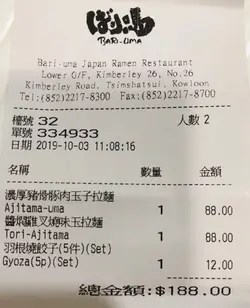 ばり馬
BARI-UMA
Bari-uma Japan Ramen Restaurant
Lower G/F, Kimberley 26, No.26
Kimberley Road, Tsimshatsui, Kowloon
Tel:(852)2217-8300 Fax:(852)2217-8700
檯號 32 人數 2
單號 334933
日期 2019-10-03 11:08:16
名稱 數量 金額
濃厚豬骨豚肉玉子拉麵
Ajitama-uma 1 88.00
醬煮雞叉燒味玉拉麵
Tori-Ajitama 1 88.00
羽根燒餃子(5件)(Set)
Gyoza(5p)(Set) 1 12.00
總金額:$188.00